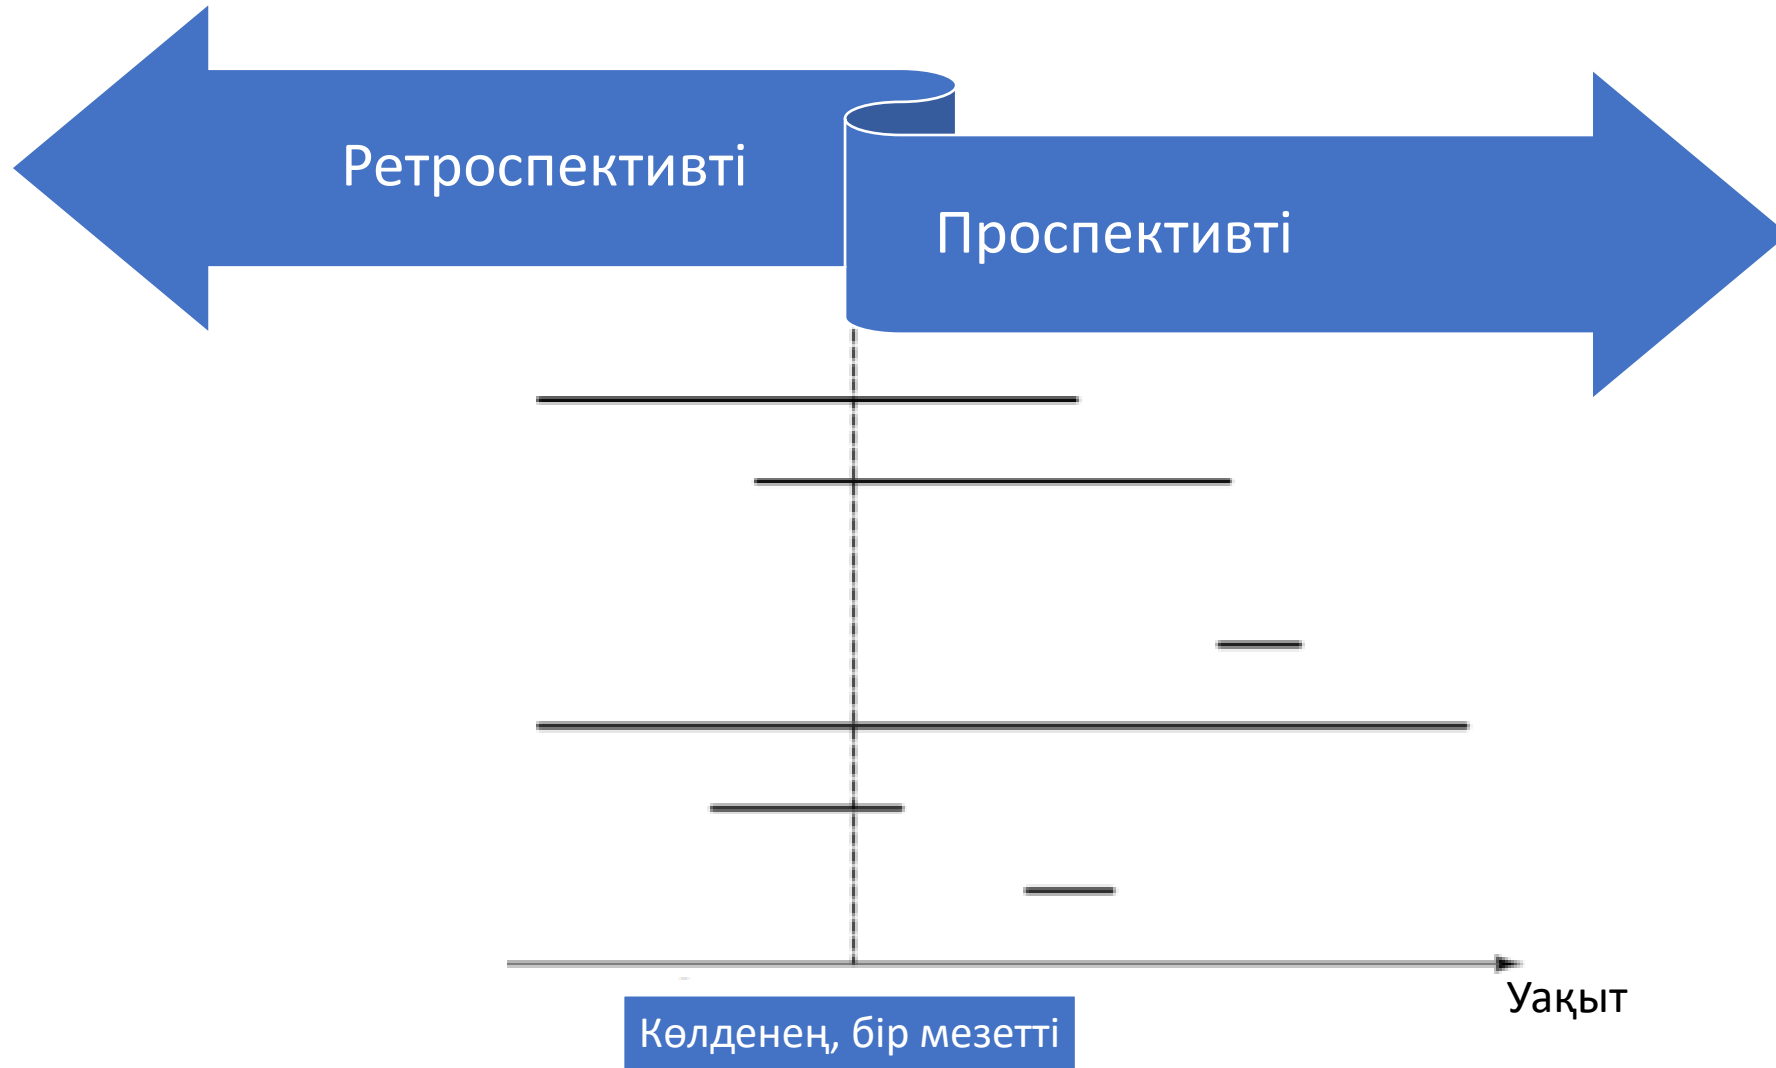 Ретроспективті
Проспективті
Уақыт
Көлденең, бір мезетті